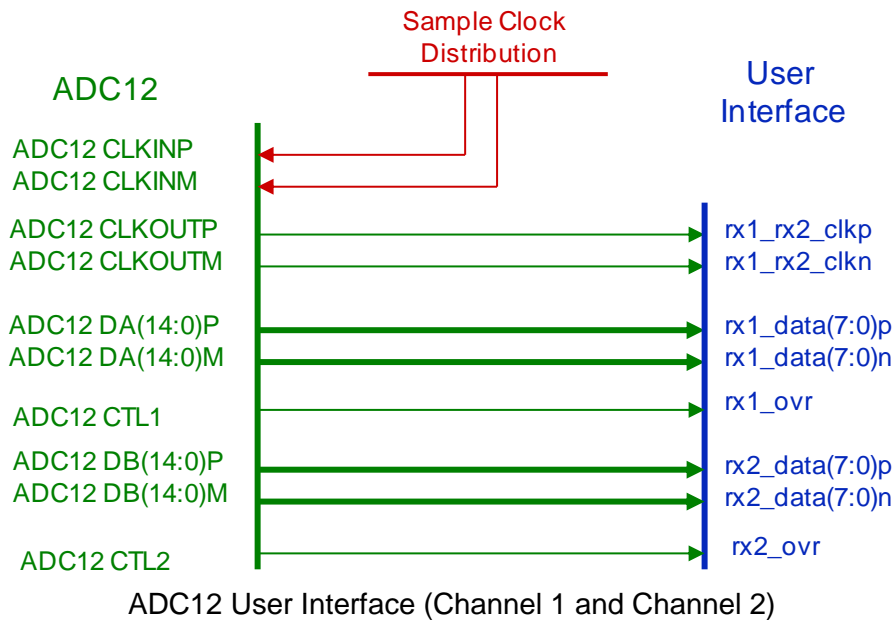 Sample Clock
Distribution
ADC12
User
Interface
ADC12 CLKINP
ADC12 CLKINM
ADC12 CLKOUTP
rx1_rx2_clkp
ADC12 CLKOUTM
rx1_rx2_clkn
ADC12 DA(14:0)P
rx1_data(7:0)p
ADC12 DA(14:0)M
rx1_data(7:0)n
ADC12 CTL1
rx1_ovr
ADC12 DB(14:0)P
rx2_data(7:0)p
ADC12 DB(14:0)M
rx2_data(7:0)n
ADC12 CTL2
rx2_ovr
ADC12 User Interface (Channel 1 and Channel 2)